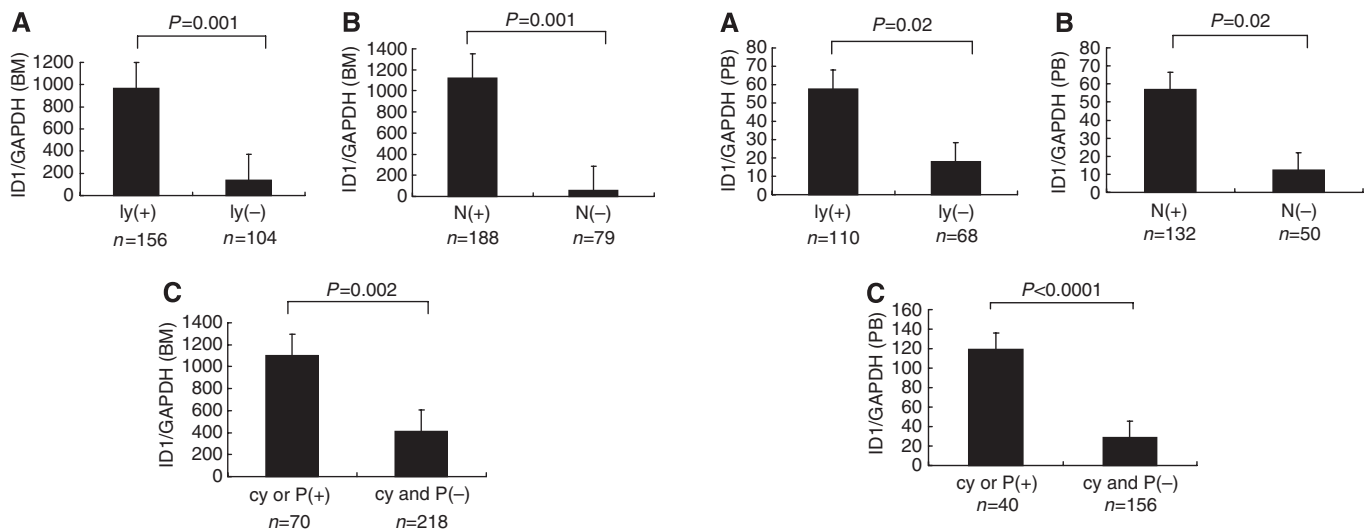 A
P=0.001
ID1/GAPDH (BM)
1200
1000
800
600
400
200
0
ly(+)
ly(–)
n=156
n=104
B
P=0.001
ID1/GAPDH (BM)
1400
1200
1000
800
600
400
200
0
N(+)
N(–)
n=188
n=79
A
P=0.02
ID1/GAPDH (PB)
80
70
60
50
40
30
20
10
0
ly(+)
ly(–)
n=110
n=68
B
P=0.02
ID1/GAPDH (PB)
80
70
60
50
40
30
20
10
0
N(+)
N(–)
n=132
n=50
C
P=0.002
ID1/GAPDH (BM)
1400
1200
1000
800
600
400
200
0
cy or P(+)
cy and P(–)
n=70
n=218
C
P<0.0001
ID1/GAPDH (PB)
160
140
120
100
80
60
40
20
0
cy or P(+)
cy and P(–)
n=40
n=156